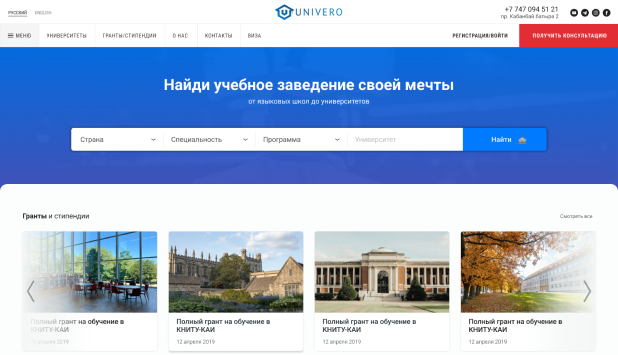 РУССКИЙ ENGLISH
UNIVERO
+7 747 094 51 21
пр. Кабанбай батыра 2
МЕНЮ УНИВЕРСИТЕТЫ ГРАНТЫ/СТИПЕНДИИ О НАС КОНТАКТЫ ВИЗА РЕГИСТРАЦИЯ/ВОЙТИ ПОЛУЧИТЬ КОНСУЛЬТАЦИЮ
Найди учебное заведение своей мечты
от языковых школ до университетов
Страна Специальность Программа Университет Найти
Гранты и стипендии Смотреть все
Полный грант на обучение в
КНИТУ-КАИ
12 апреля 2019
Полный грант на обучение в
КНИТУ-КАИ
12 апреля 2019
Полный грант на обучение в
КНИТУ-КАИ
12 апреля 2019
Полный грант на обучение в
КНИТУ-КАИ
12 апреля 2019